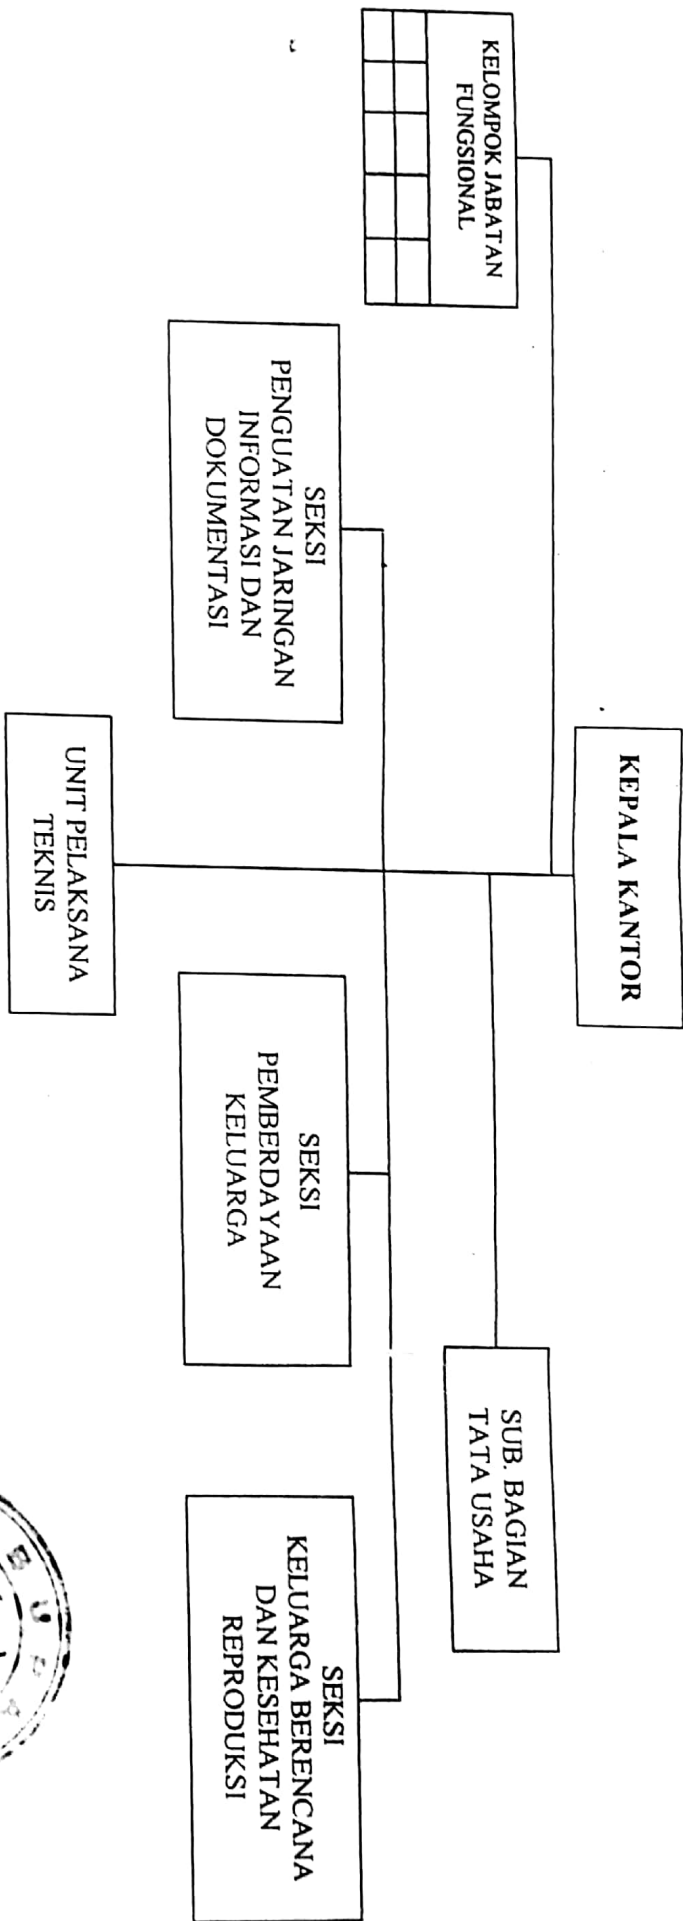 KEPALA KANTOR
KELOMPOK JABATAN
FUNGSIONAL
SUB. BAGIAN
TATA USAHA
SEKSI
PENGUATAN JARINGAN
INFORMASI DAN
DOKUMENTASI
SEKSI
PEMBERDAYAAN
KELUARGA
SEKSI
KELUARGA BERENCANA
DAN KESEHATAN
REPRODUKSI
UNIT PELAKSANA
TEKNIS